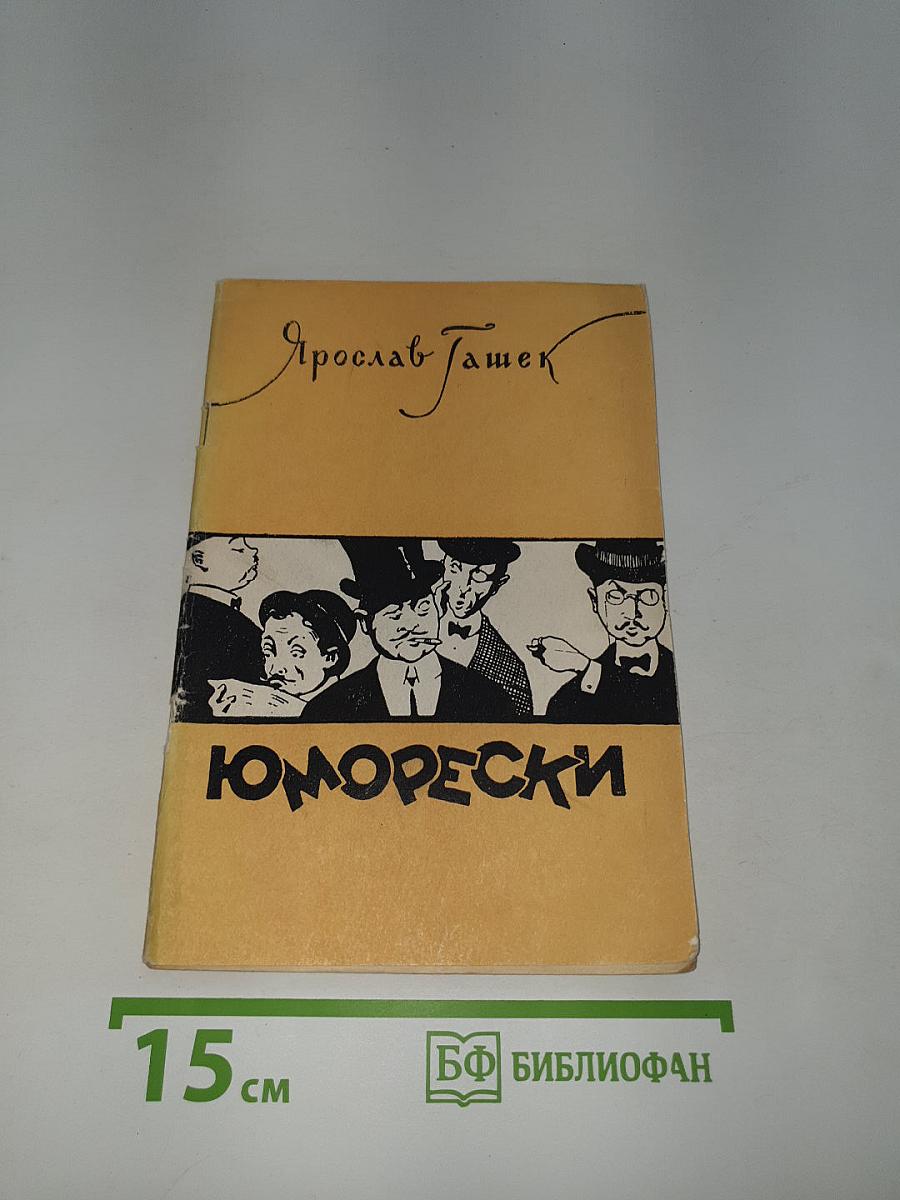 Ярослав Гашек
ЮМОРЕСКИ
15 см
БФ БИБЛИОФАН